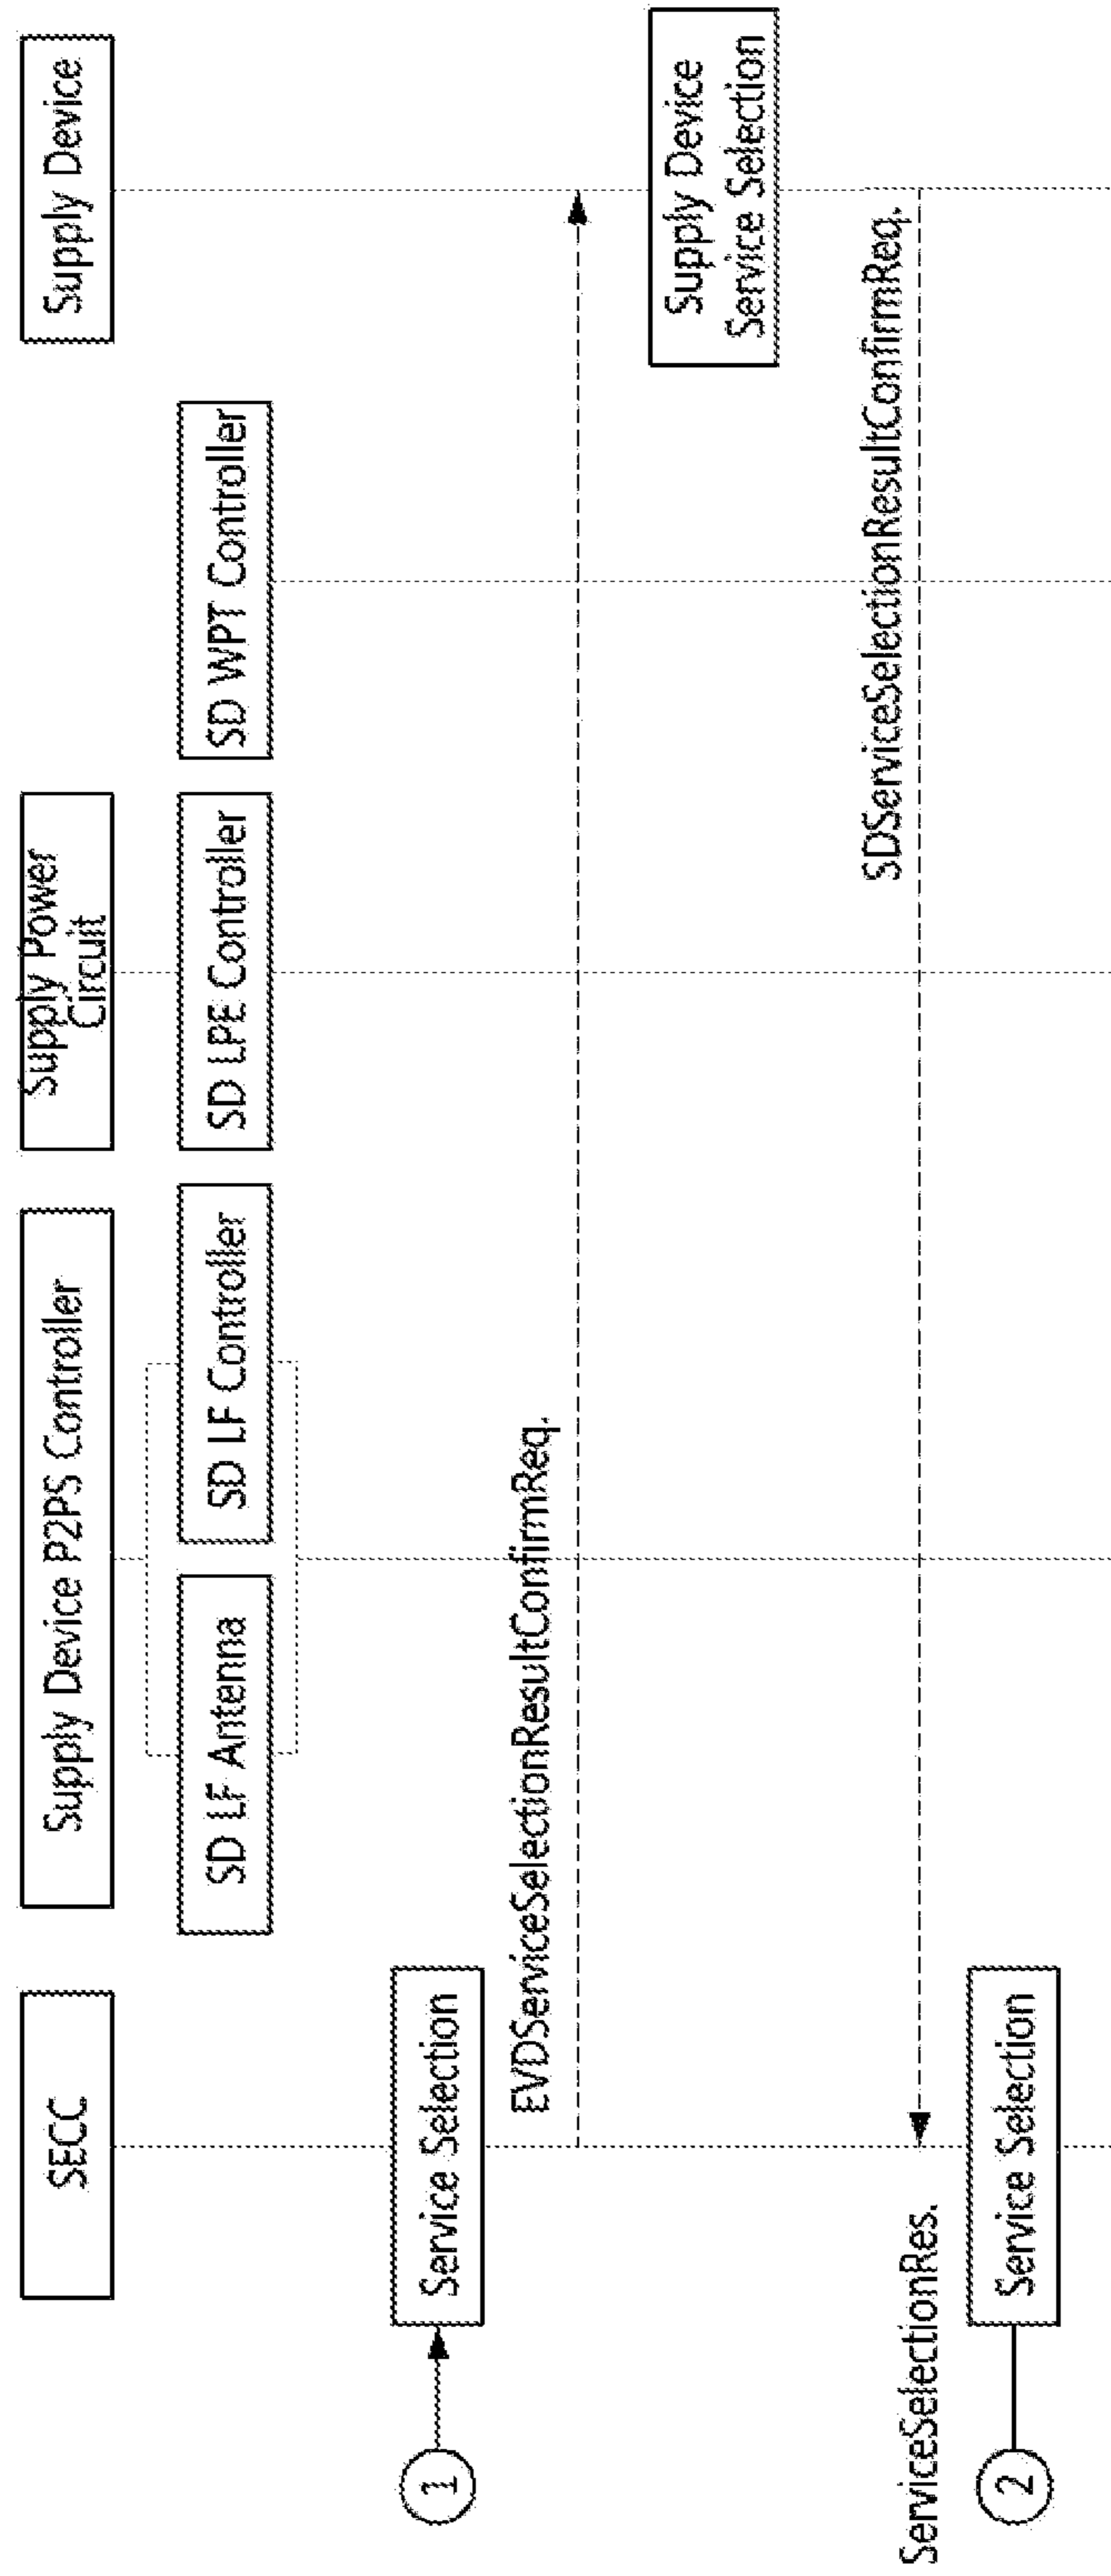 SECC
Supply Device P2PS Controller
Supply Power
Circuit
Supply Device
SD LF Antenna
SD LF Controller
SD LPE Controller
SD WPT Controller
1
Service Selection
EVDServiceSelectionResultConfirmReq.
Supply Device
Service Selection
SDServiceSelectionResultConfirmReq.
ServiceSelectionRes.
2
Service Selection